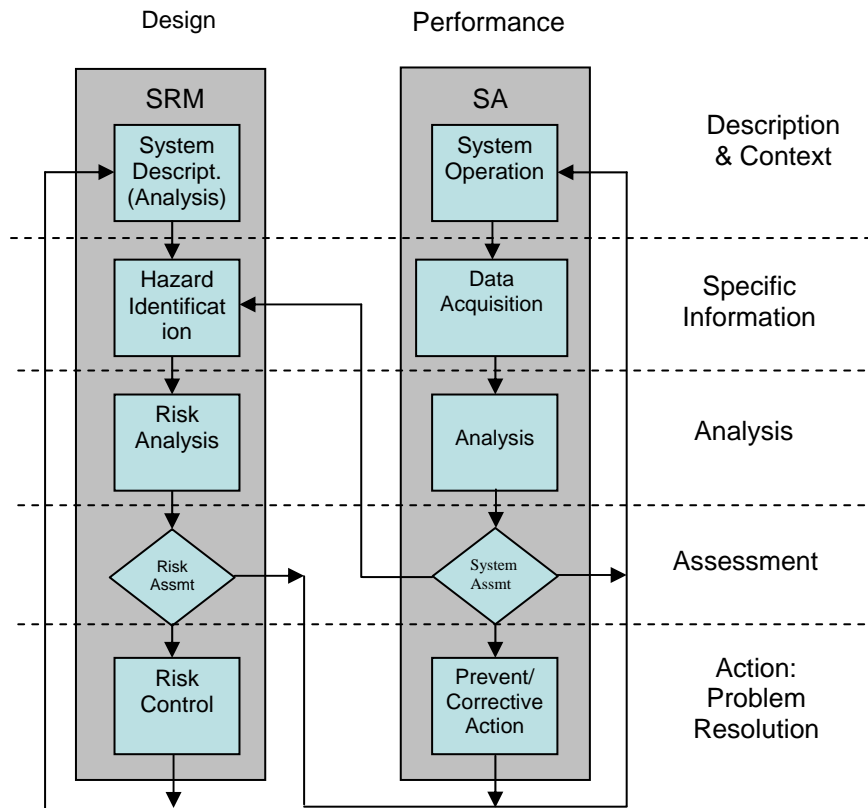 Design
Performance
SRM
SA
System
Descript.
(Analysis)
System
Operation
Description
& Context
Hazard
Identificat
ion
Data
Acquisition
Specific
Information
Risk
Analysis
Analysis
Analysis
Risk
Assmt
System
Assmt
Assessment
Risk
Control
Prevent/
Corrective
Action
Action:
Problem
Resolution